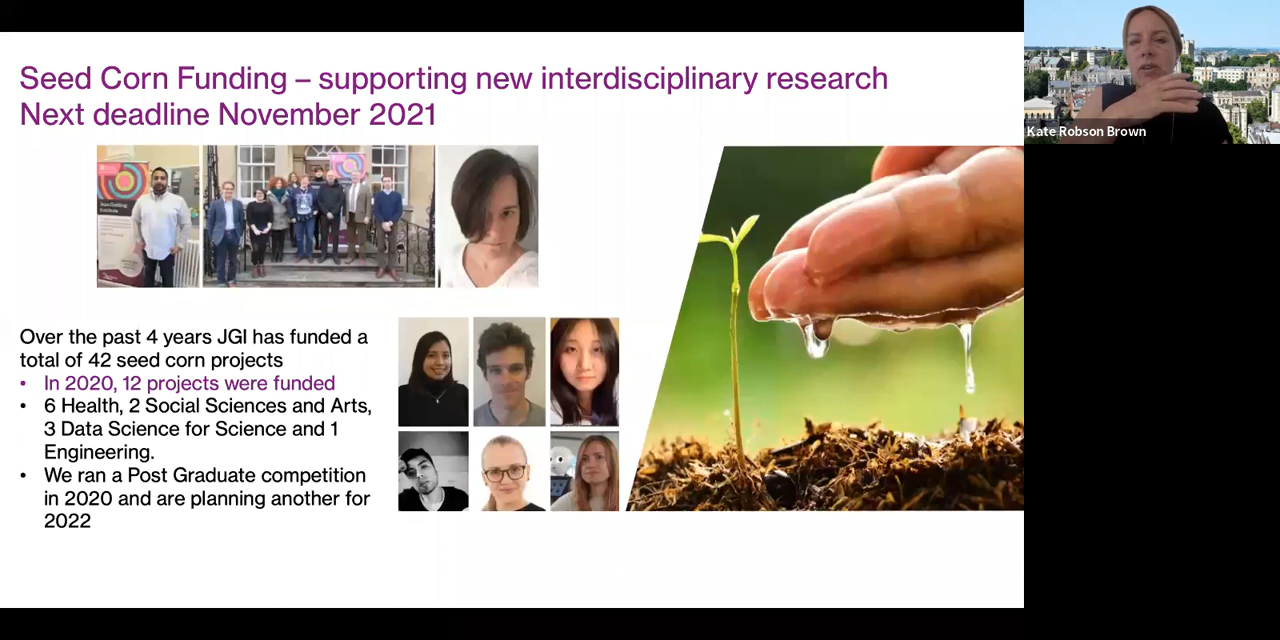 Seed Corn Funding – supporting new interdisciplinary research
Next deadline November 2021
Kate Robson Brown
Over the past 4 years JGI has funded a
total of 42 seed corn projects
• In 2020, 12 projects were funded
• 6 Health, 2 Social Sciences and Arts,
3 Data Science for Science and 1
Engineering.
• We ran a Post Graduate competition
in 2020 and are planning another for
2022